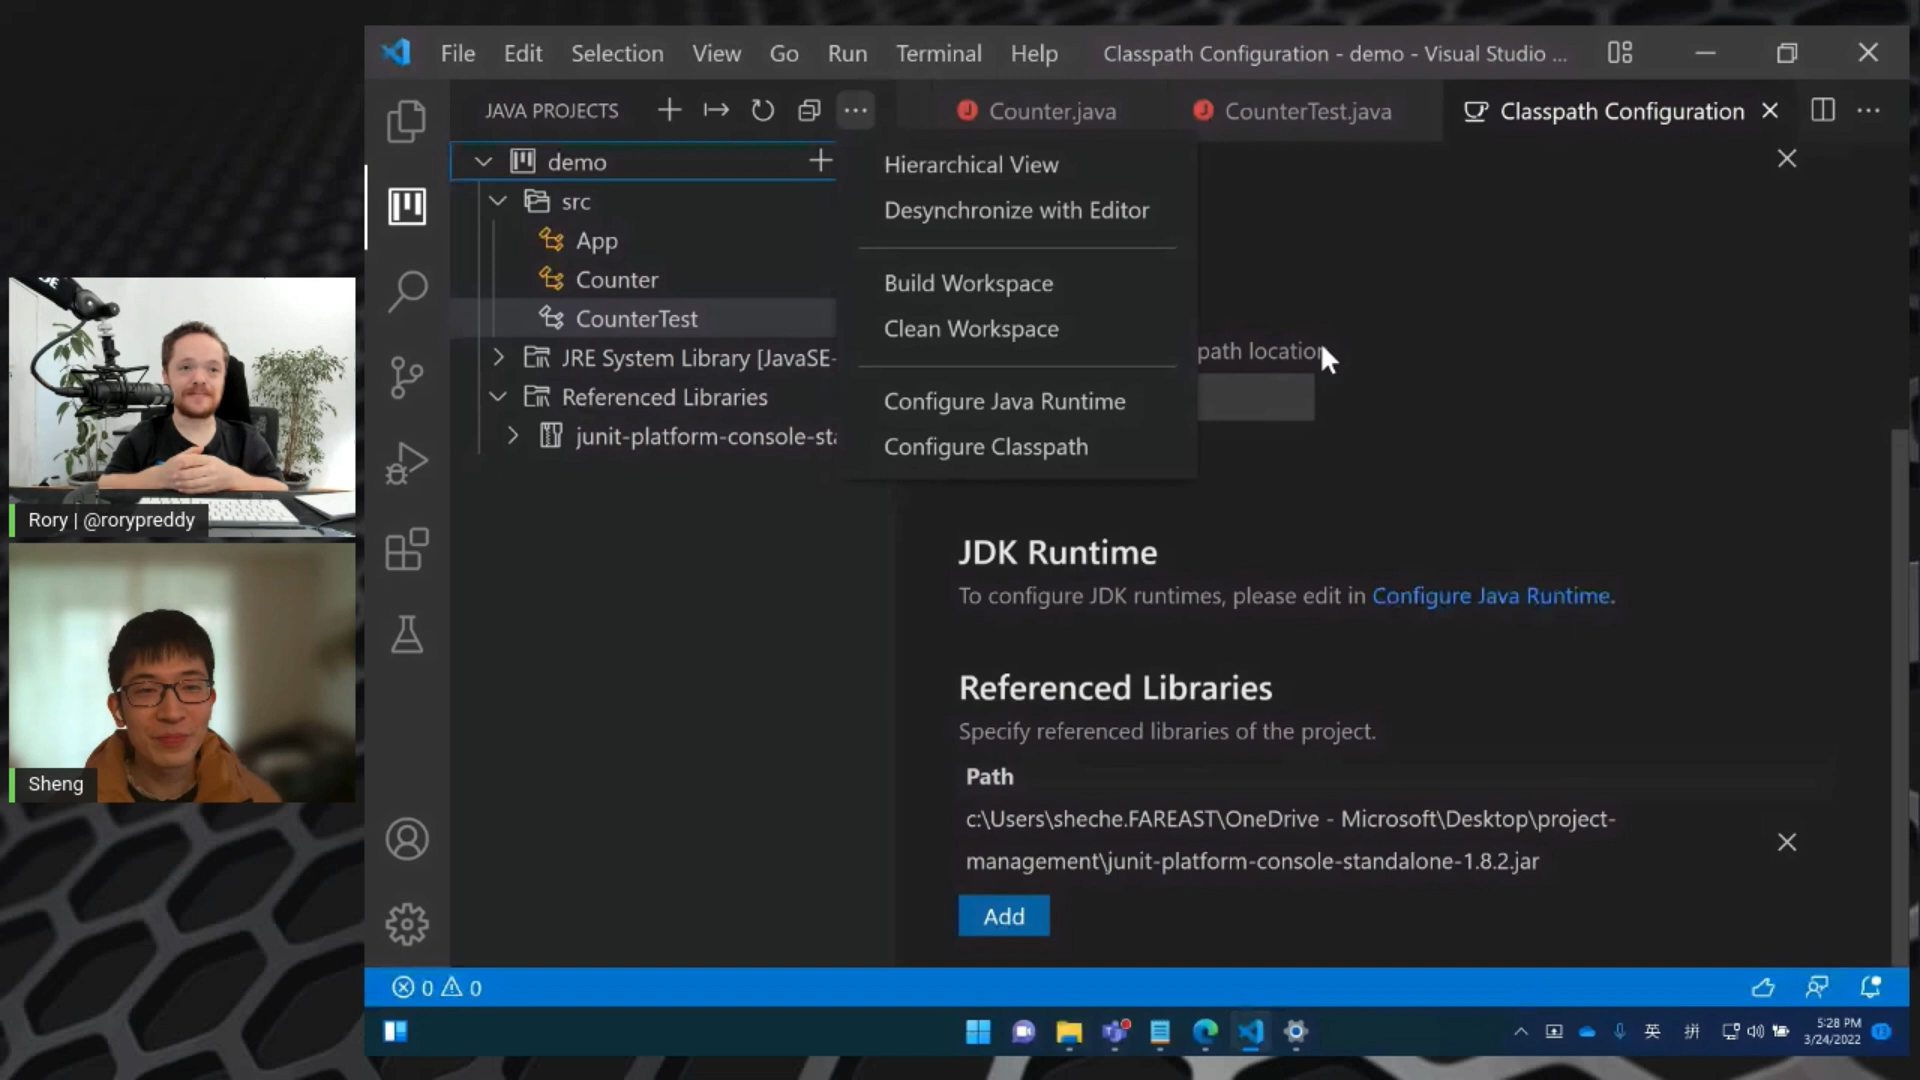 File Edit Selection View Go Run Terminal Help Classpath Configuration - demo - Visual Studio ...
JAVA PROJECTS
Counter.java
CounterTest.java
Classpath Configuration
demo
src
App
Counter
CounterTest
JRE System Library [JavaSE-
Referenced Libraries
junit-platform-console-sta
Hierarchical View
Desynchronize with Editor
Build Workspace
Clean Workspace
Configure Java Runtime
Configure Classpath
path location
JDK Runtime
To configure JDK runtimes, please edit in Configure Java Runtime.
Referenced Libraries
Specify referenced libraries of the project.
Path
c:\Users\sheche.FAREAST\OneDrive - Microsoft\Desktop\project-
management\junit-platform-console-standalone-1.8.2.jar
Add
Rory | @rorypreddy
Sheng
0 0
英 拼
5:28 PM
3/24/2022